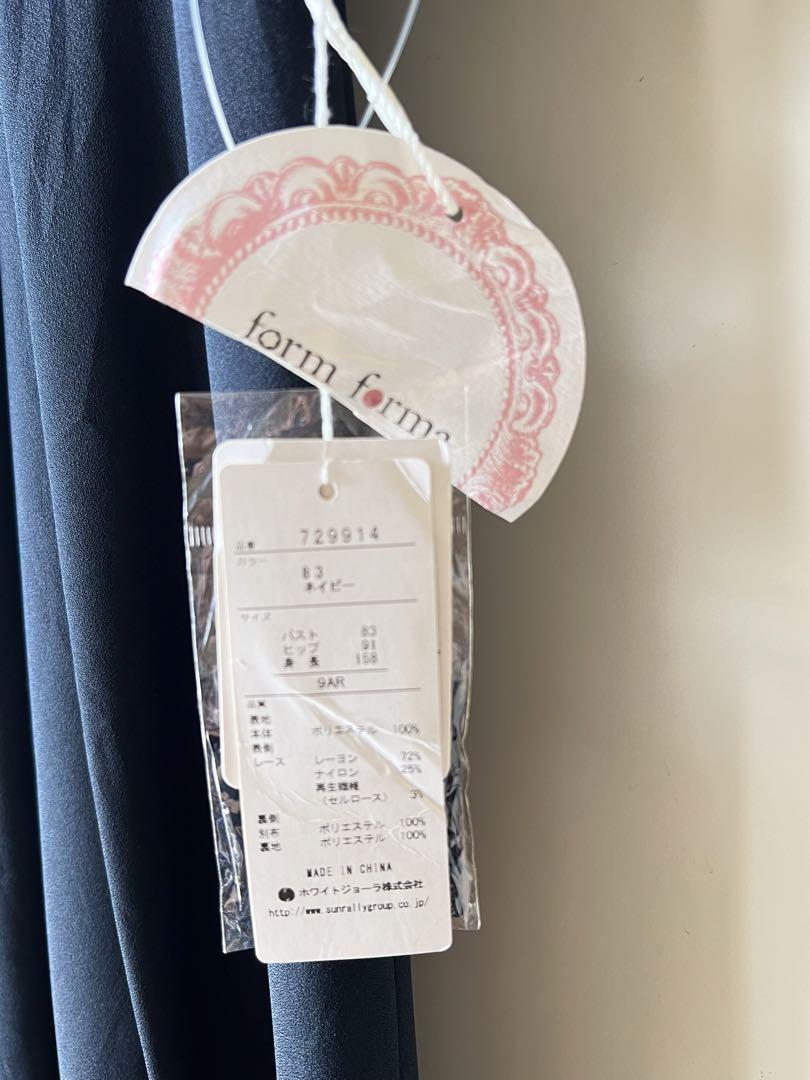 form forma
品番 729914
カラー
83
ネイビー
サイズ
バスト 83
ヒップ 91
身長 158
9AR
品質
表地
本体 ポリエステル 100%
表側
レース レーヨン 72%
ナイロン 25%
再生繊維
(セルロース) 3%
裏側
別布 ポリエステル 100%
裏地 ポリエステル 100%
MADE IN CHINA
ホワイトジョーラ株式会社
http://www.sunrallygroup.co.jp/